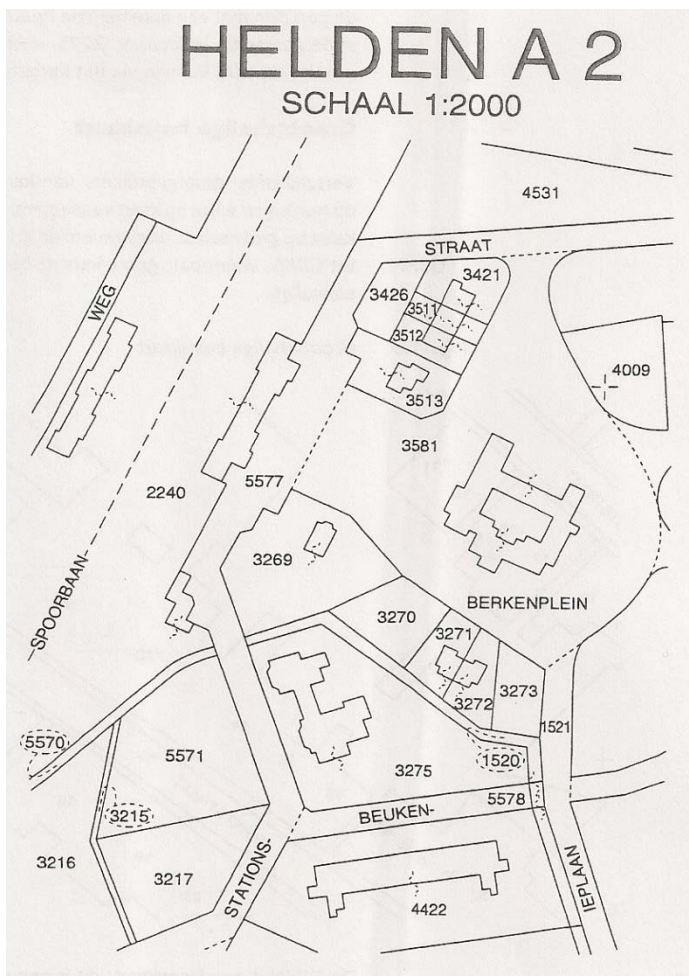 HELDEN A 2
SCHAAL 1:2000
4531
STRAAT
3421
WEG
3426
3511
3512
4009
3513
3581
5577
2240
3269
SPOORBAAN
BERKENPLEIN
3270
3271
3272
3273
1521
5570
5571
1520
3275
5578
3215
BEUKEN-
3216
3217
STATIONS-
IEPLAAN
4422